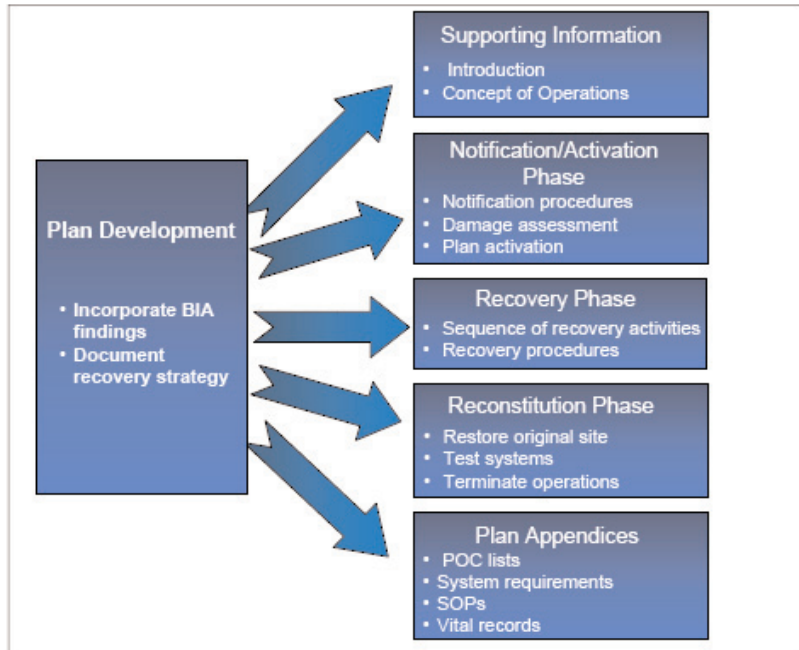 Plan Development
• Incorporate BIA
findings
• Document
recovery strategy
Supporting Information
• Introduction
• Concept of Operations
Notification/Activation
Phase
• Notification procedures
• Damage assessment
• Plan activation
Recovery Phase
• Sequence of recovery activities
• Recovery procedures
Reconstitution Phase
• Restore original site
• Test systems
• Terminate operations
Plan Appendices
• POC lists
• System requirements
• SOPs
• Vital records